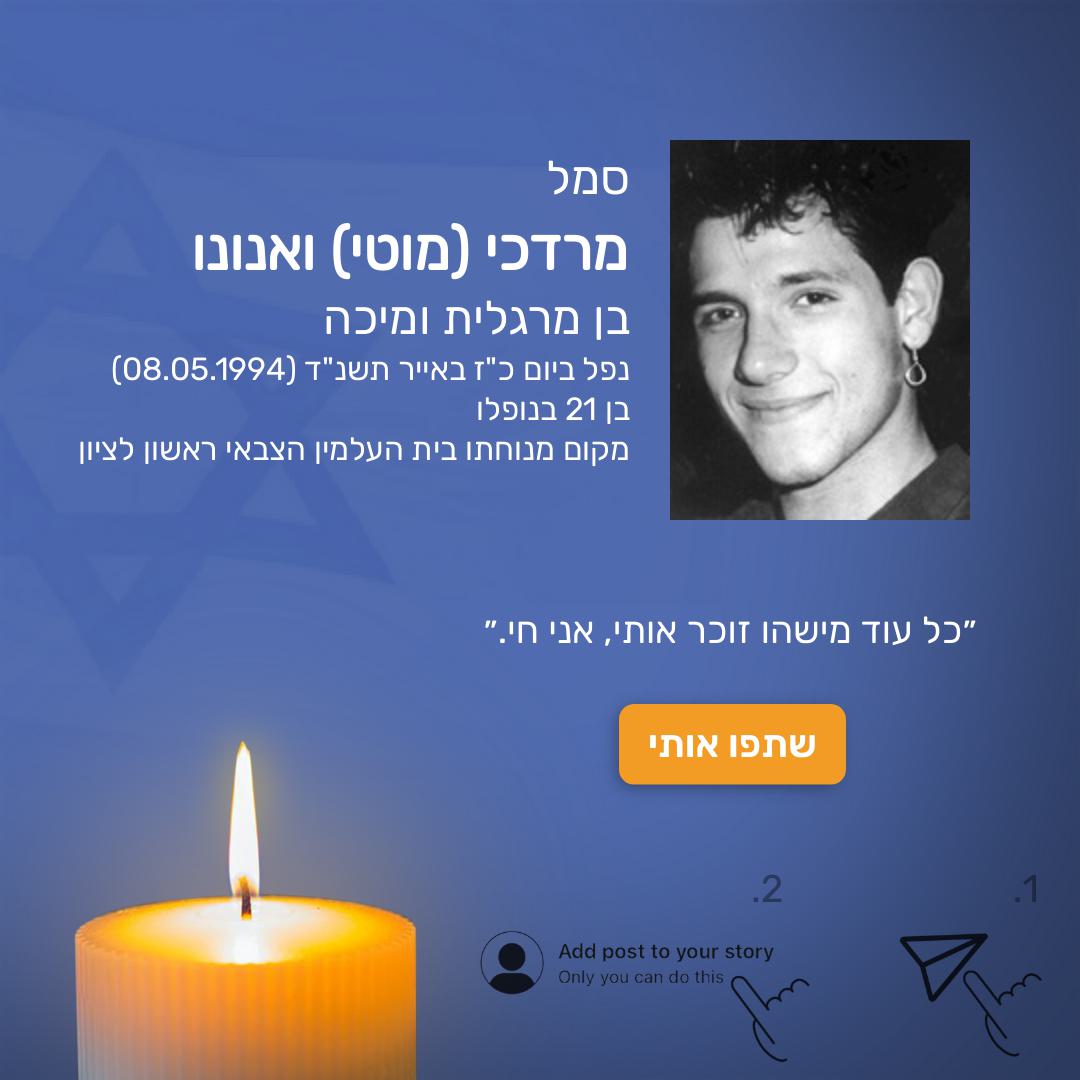 סמל
מרדכי (מוטי) ואנונו
בן מרגלית ומיכה
נפל ביום כ"ז באייר תשנ"ד (08.05.1994)
בן 21 בנופלו
מקום מנוחתו בית העלמין הצבאי ראשון לציון
״כל עוד מישהו זוכר אותי, אני חי.״
שתפו אותי
1.
2.
Add post to your story
Only you can do this